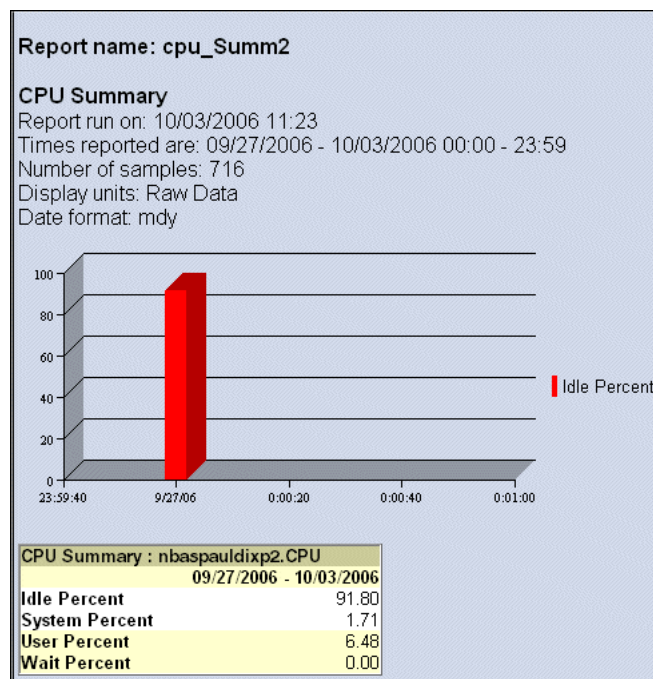 Report name: cpu_Summ2
CPU Summary
Report run on: 10/03/2006 11:23
Times reported are: 09/27/2006 - 10/03/2006 00:00 - 23:59
Number of samples: 716
Display units: Raw Data
Date format: mdy
100
80
60
40
20
0
23:59:40 9/27/06 0:00:20 0:00:40 0:01:00
Idle Percent
CPU Summary : nbaspauldixp2.CPU
09/27/2006 - 10/03/2006
Idle Percent 91.80
System Percent 1.71
User Percent 6.48
Wait Percent 0.00